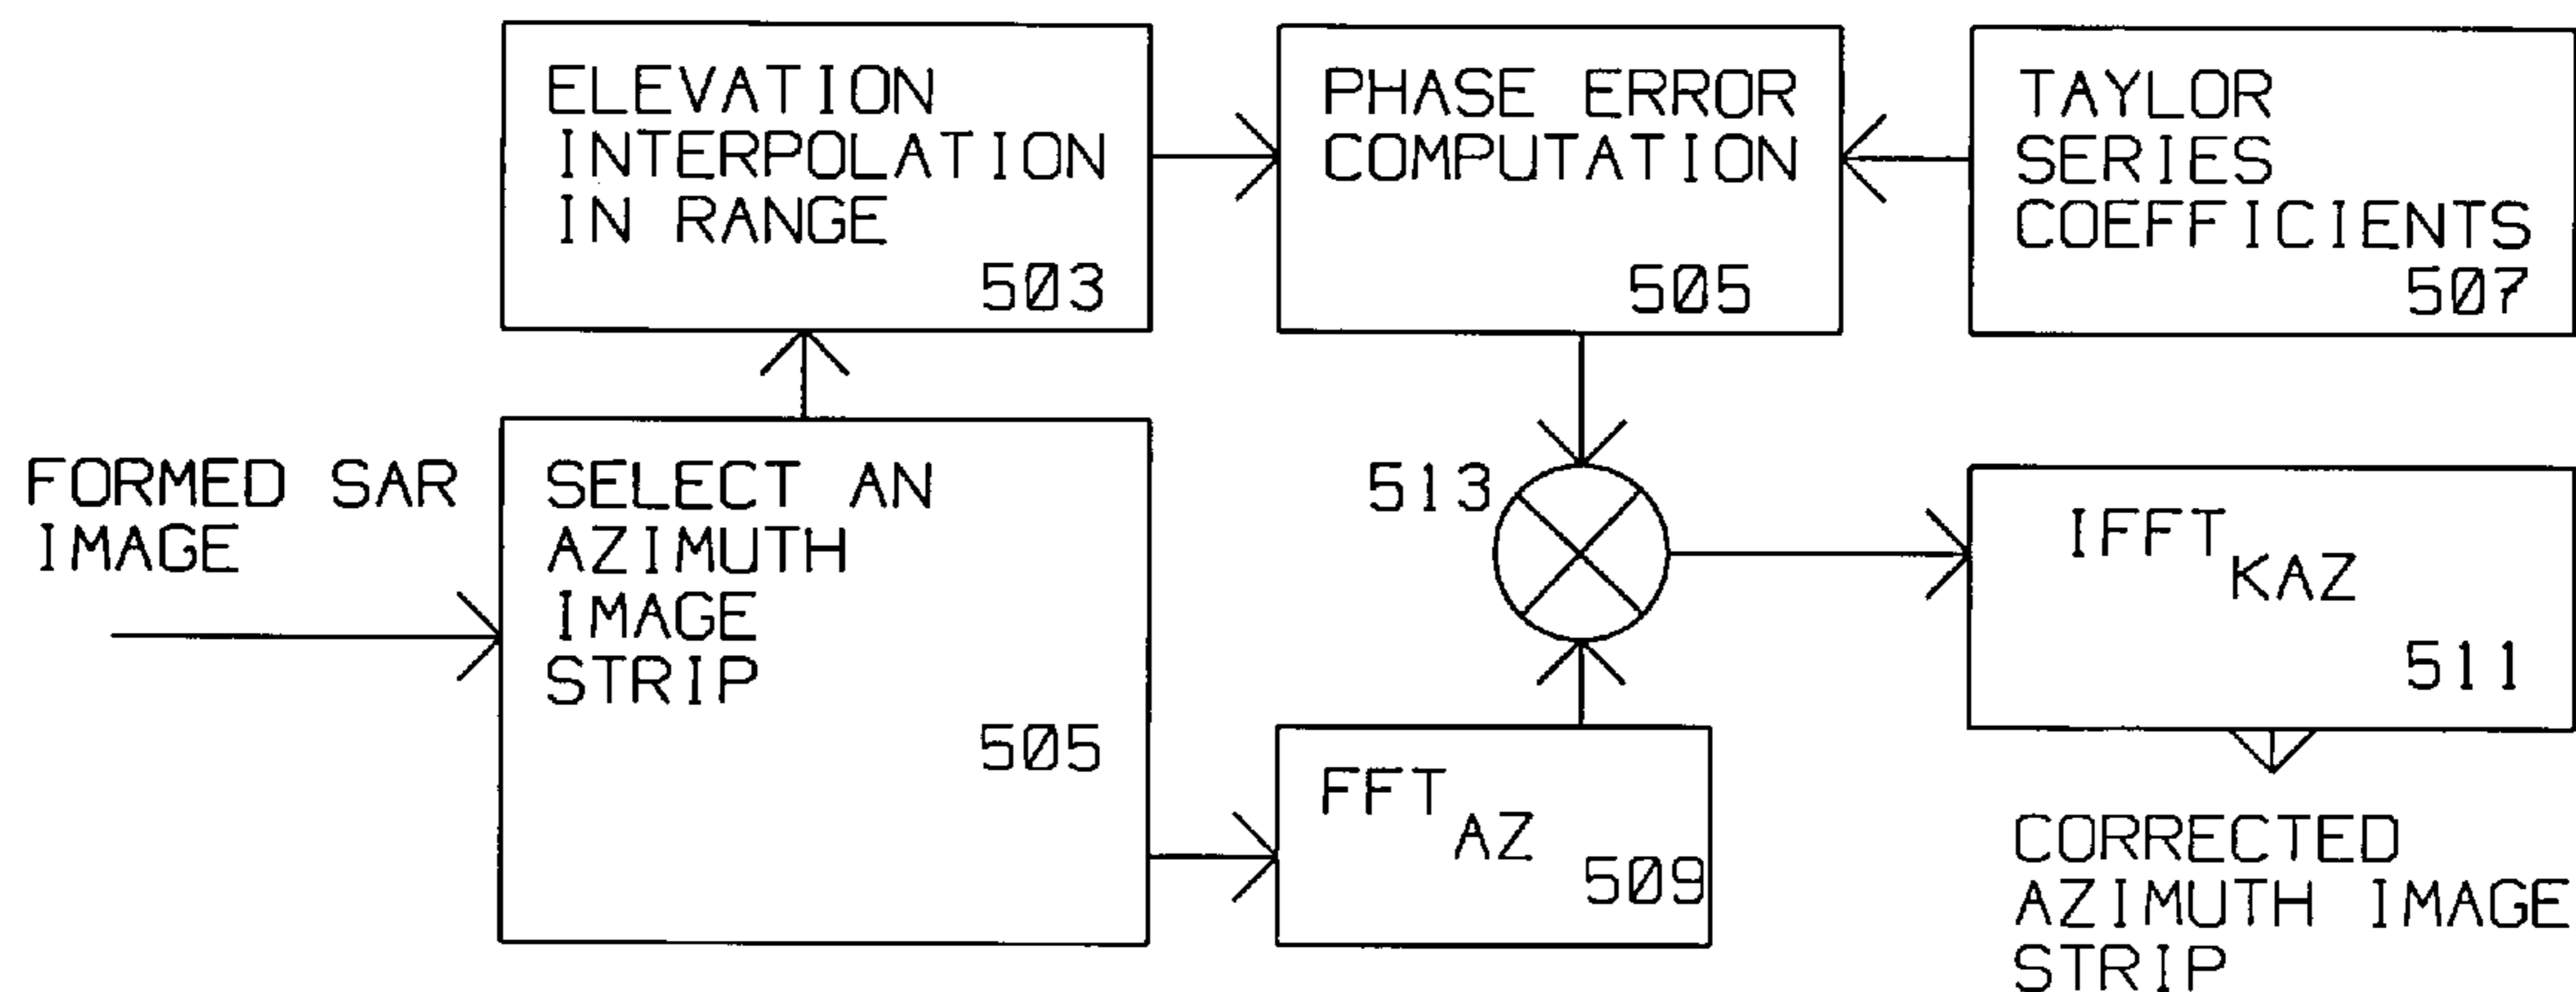 ELEVATION
INTERPOLATION
IN RANGE
503
PHASE ERROR
COMPUTATION
505
TAYLOR
SERIES
COEFFICIENTS
507
FORMED SAR
IMAGE
SELECT AN
AZIMUTH
IMAGE
STRIP
505
513
FFT AZ
509
IFFT KAZ
511
CORRECTED
AZIMUTH IMAGE
STRIP